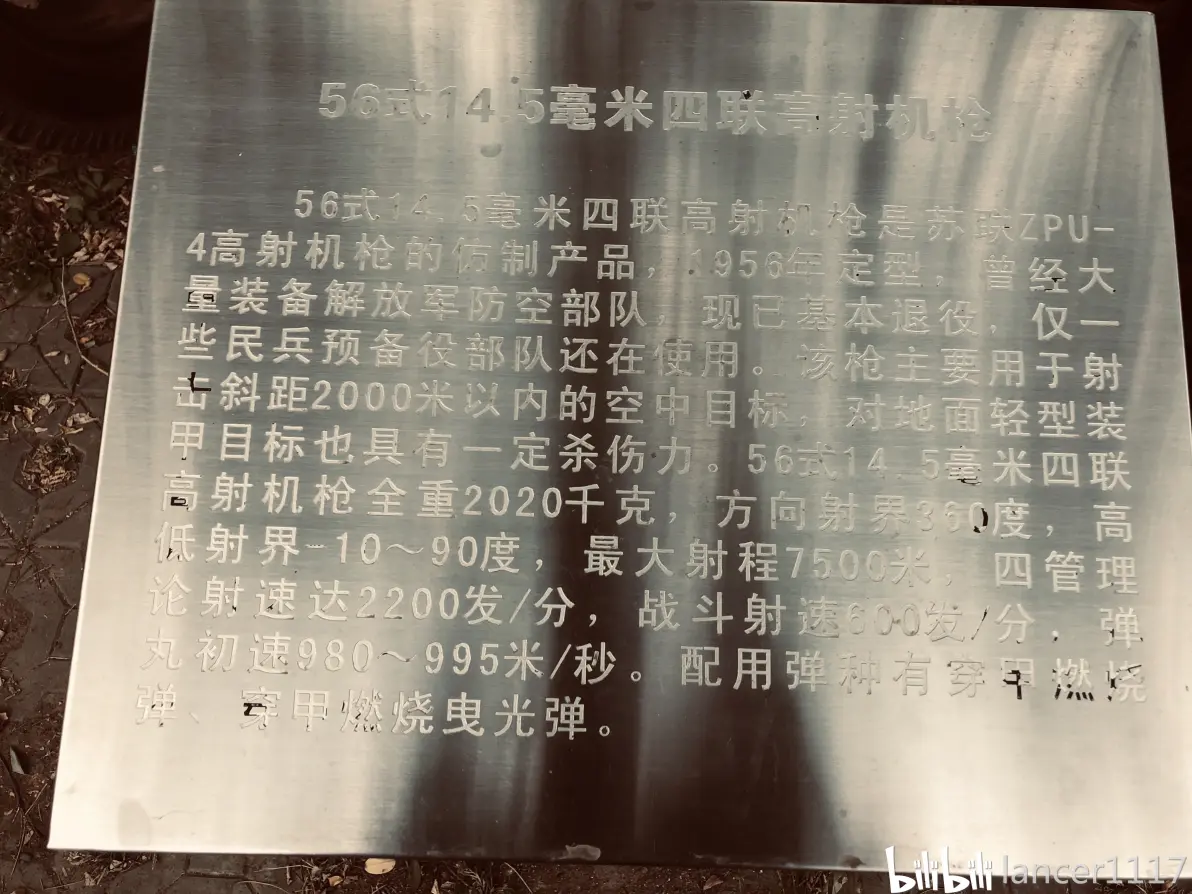 56式14.5毫米四联高射机枪
56式14.5毫米四联高射机枪是苏联ZPU-
4高射机枪的仿制产品，1956年定型，曾经大
量装备解放军防空部队，现已基本退役，仅一
些民兵预备役部队还在使用。该枪主要用于射
击斜距2000米以内的空中目标，对地面轻型装
甲目标也具有一定杀伤力。56式14.5毫米四联
高射机枪全重2020千克，方向射界360度，高
低射界-10～90度，最大射程7500米，四管理
论射速达2200发/分，战斗射速600发/分，弹
丸初速980～995米/秒。配用弹种有穿甲燃烧
弹、穿甲燃烧曳光弹。
bilibili lancer1117